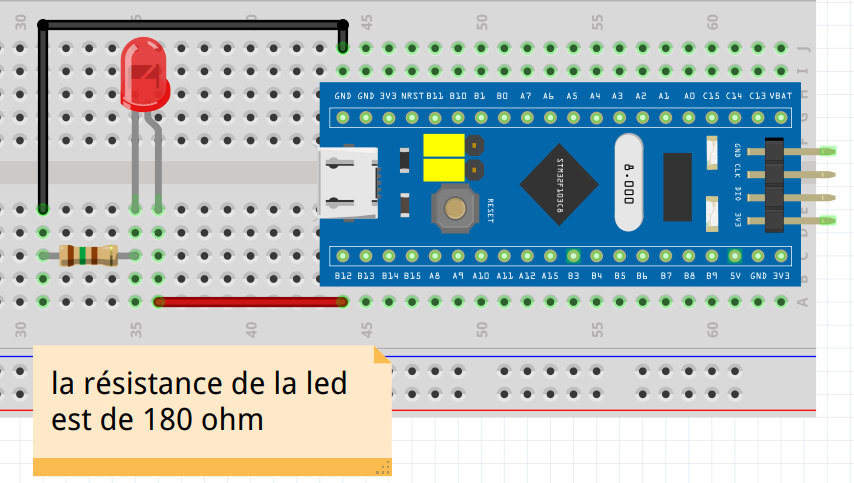 30 45 50 55 60
J
I
H
GND GND 3V3 NRST B11 B10 B1 B0 A7 A6 A5 A4 A3 A2 A1 A0 C15 C14 C13 VBAT
G
F
STM32F103C8
8.000
GND
CLK
DIO
3V3
RESET
E
D
C
B12 B13 B14 B15 A8 A9 A10 A11 A12 A15 B3 B4 B5 B6 B7 B8 B9 5V GND 3V3
B
A
30 35 40 45 50 55 60
la résistance de la led
est de 180 ohm